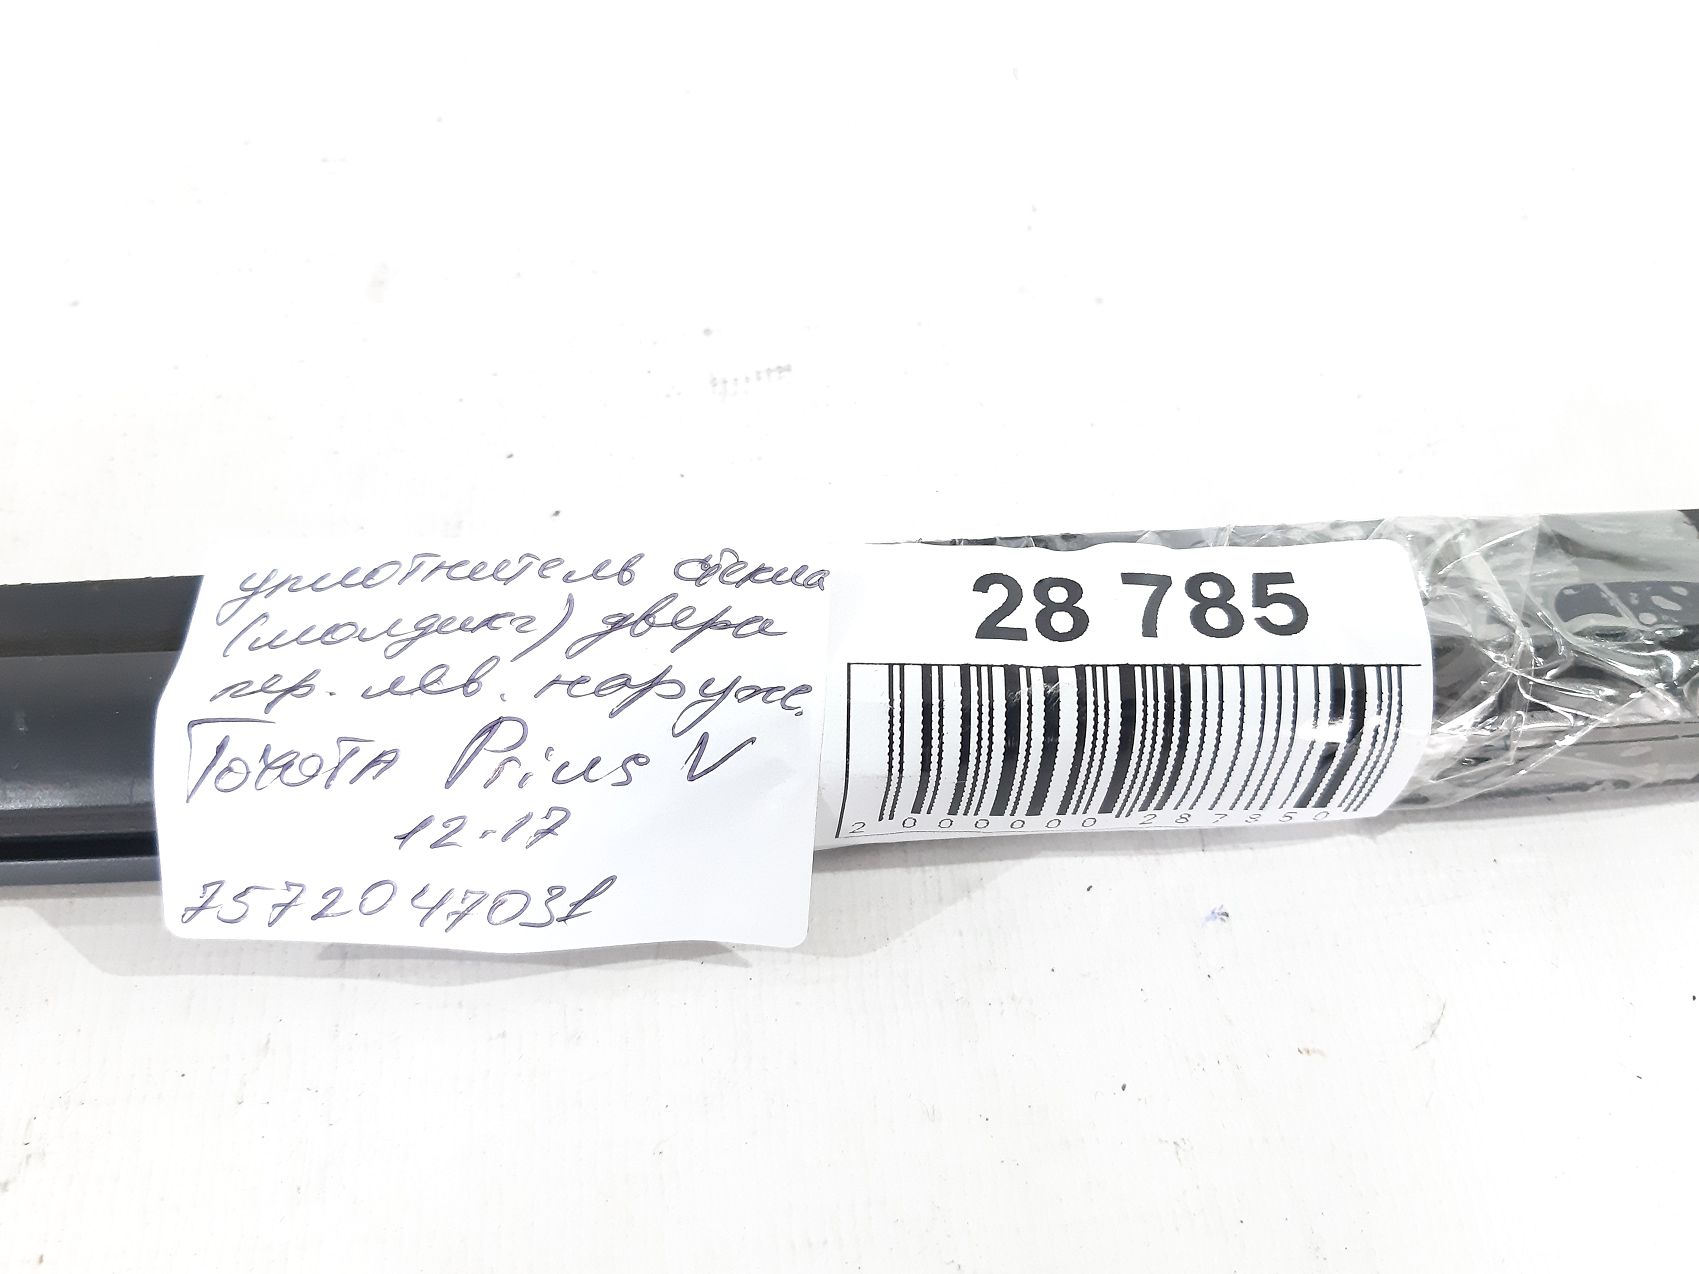 уплотнитель стекла
(молдинг) двери
пер. лев. наруж.
Toyota Prius V
12-17
7572047031
28 785
2 000000 287850